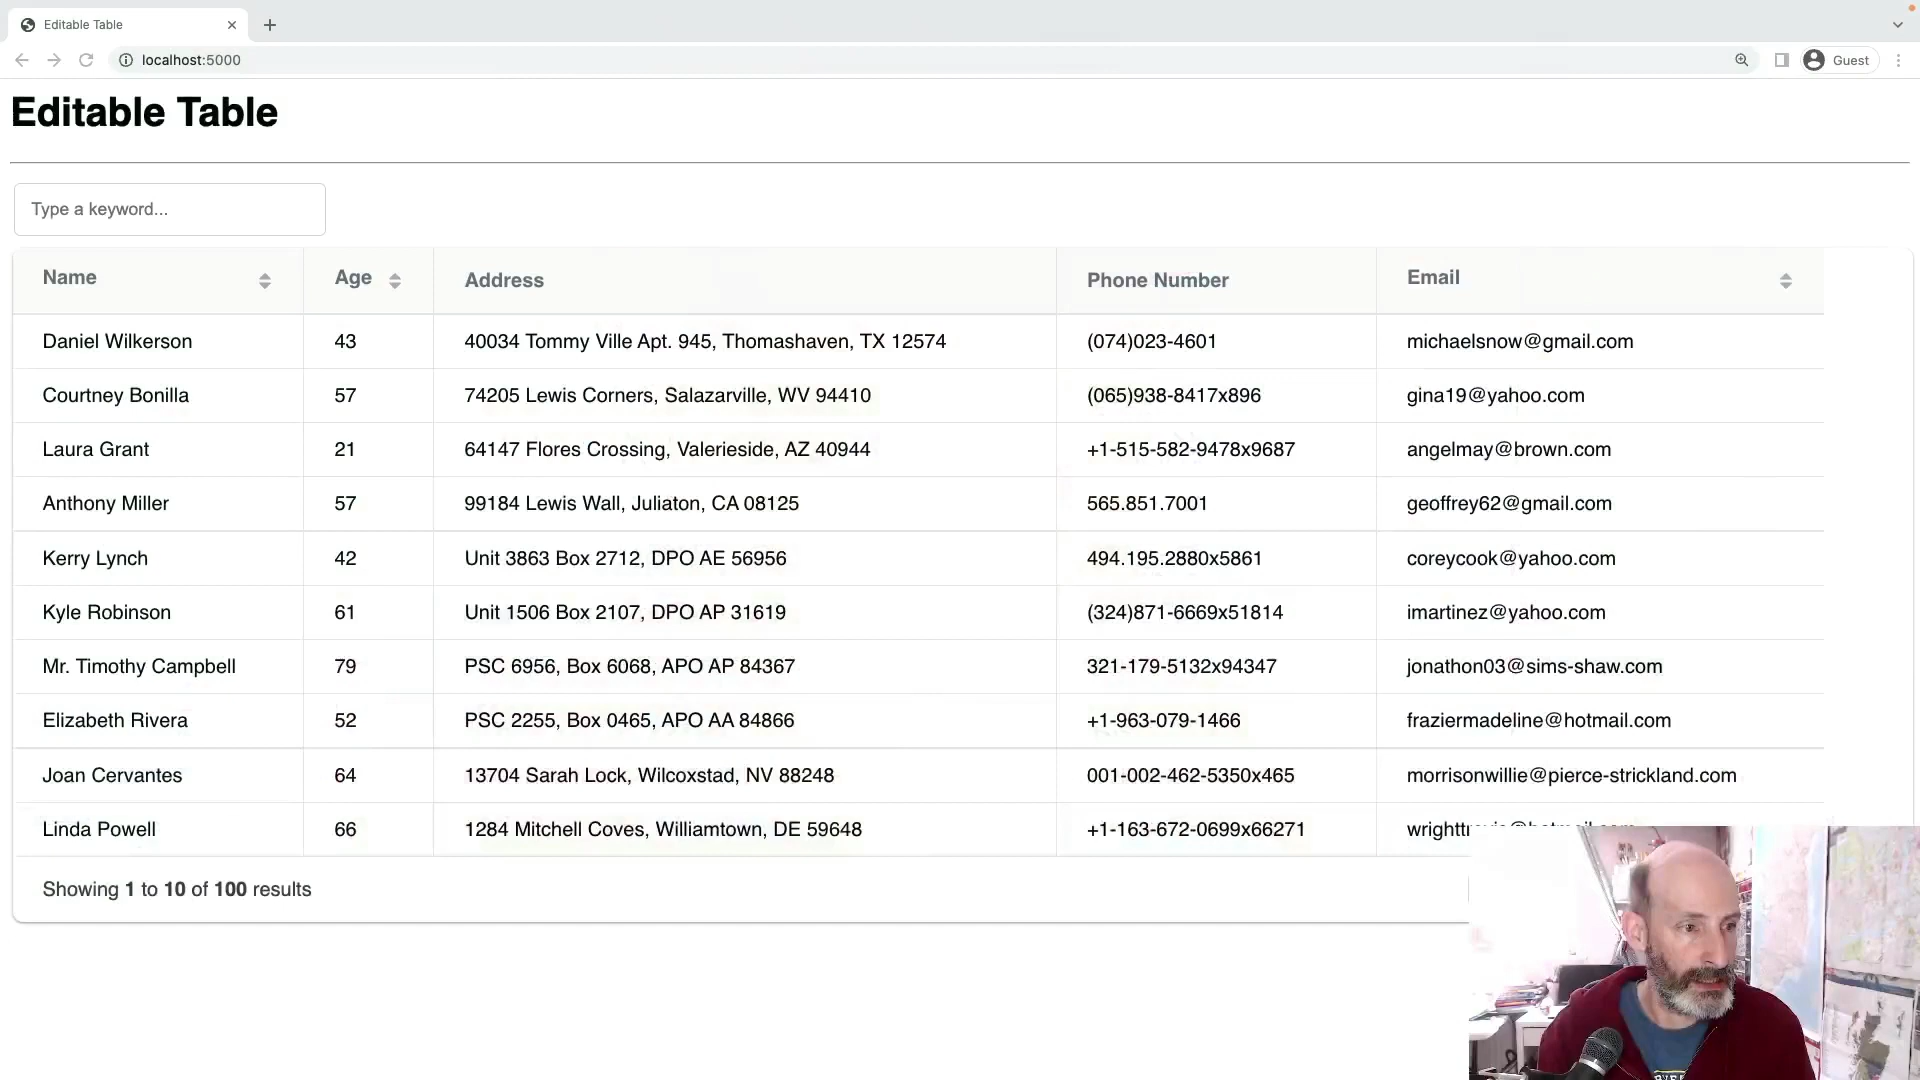 Editable Table
localhost:5000
Guest
Editable Table
Type a keyword...
Name Age Address Phone Number Email
Daniel Wilkerson 43 40034 Tommy Ville Apt. 945, Thomashaven, TX 12574 (074)023-4601 michaelsnow@gmail.com
Courtney Bonilla 57 74205 Lewis Corners, Salazarville, WV 94410 (065)938-8417x896 gina19@yahoo.com
Laura Grant 21 64147 Flores Crossing, Valerieside, AZ 40944 +1-515-582-9478x9687 angelmay@brown.com
Anthony Miller 57 99184 Lewis Wall, Juliaton, CA 08125 565.851.7001 geoffrey62@gmail.com
Kerry Lynch 42 Unit 3863 Box 2712, DPO AE 56956 494.195.2880x5861 coreycook@yahoo.com
Kyle Robinson 61 Unit 1506 Box 2107, DPO AP 31619 (324)871-6669x51814 imartinez@yahoo.com
Mr. Timothy Campbell 79 PSC 6956, Box 6068, APO AP 84367 321-179-5132x94347 jonathon03@sims-shaw.com
Elizabeth Rivera 52 PSC 2255, Box 0465, APO AA 84866 +1-963-079-1466 fraziermadeline@hotmail.com
Joan Cervantes 64 13704 Sarah Lock, Wilcoxstad, NV 88248 001-002-462-5350x465 morrisonwillie@pierce-strickland.com
Linda Powell 66 1284 Mitchell Coves, Williamtown, DE 59648 +1-163-672-0699x66271
Showing 1 to 10 of 100 results